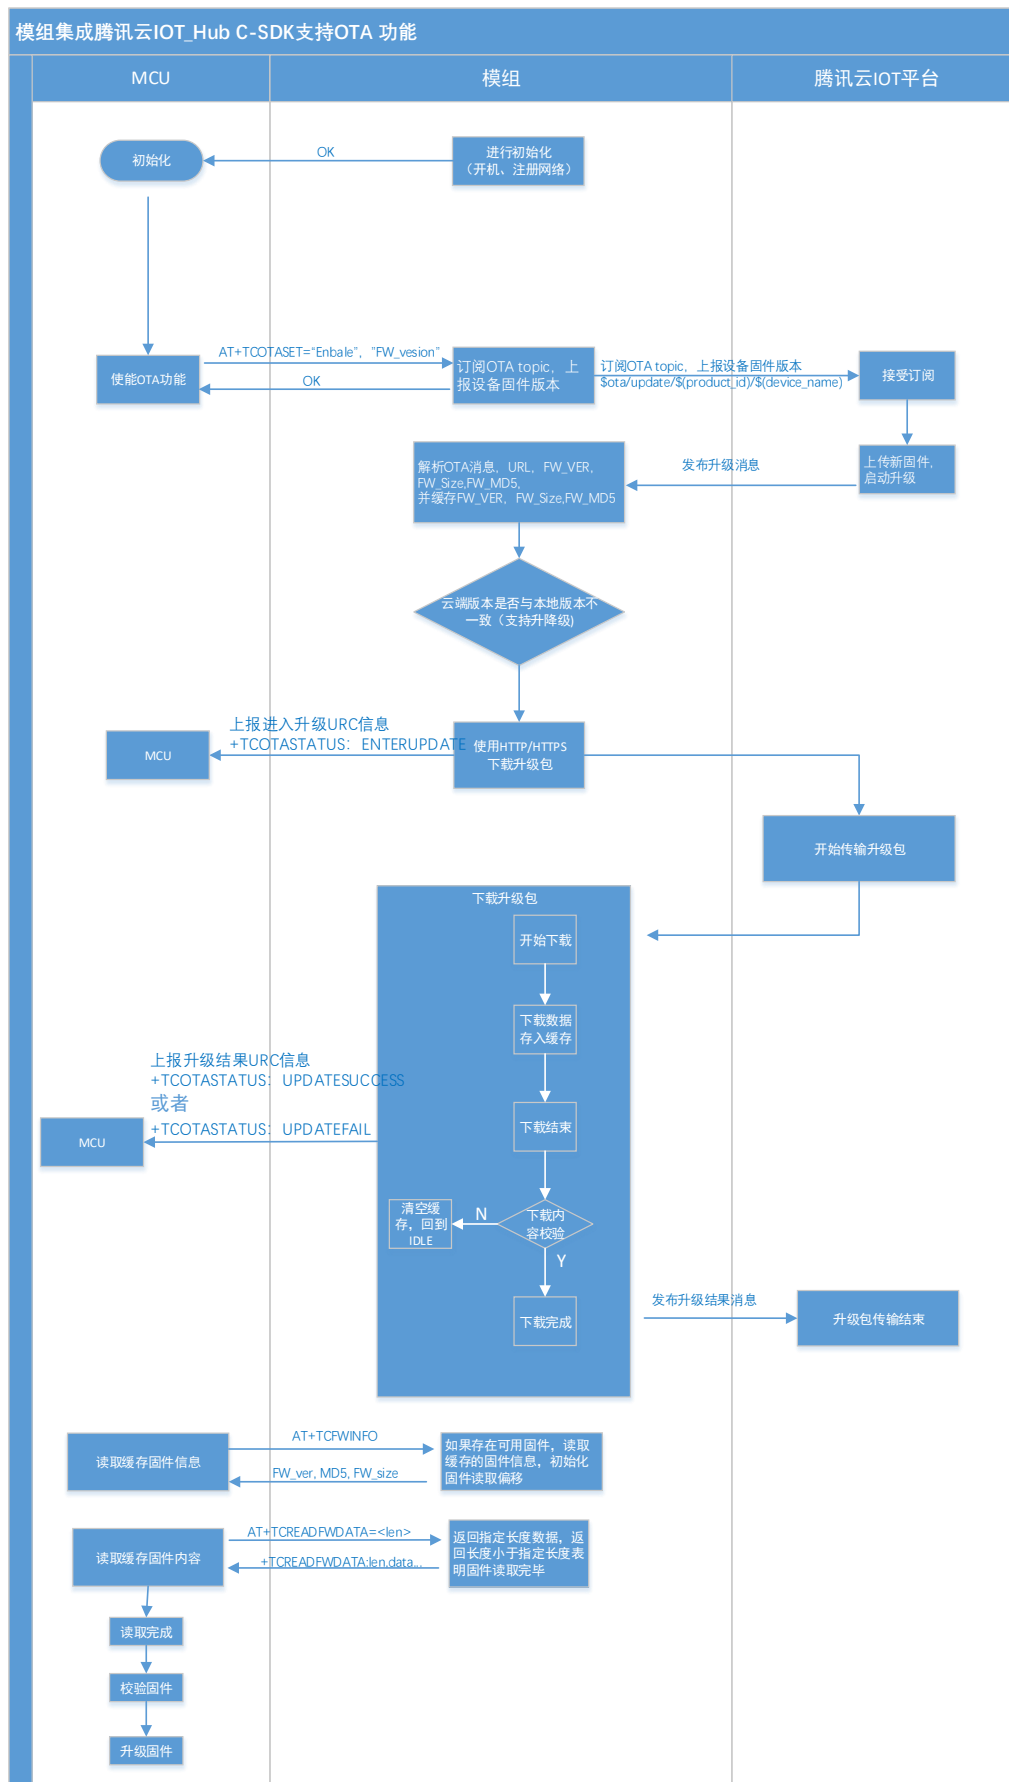 模组集成腾讯云IOT_Hub C-SDK支持OTA 功能
MCU
模组
腾讯云IOT平台
初始化
OK
进行初始化
（开机、注册网络）
使能OTA功能
AT+TCOTASET=“Enbale”，"FW_vesion”
OK
订阅OTA topic，上
报设备固件版本
订阅OTA topic，上报设备固件版本
$ota/update/$(product_id)/$(device_name)
接受订阅
解析OTA消息，URL，FW_VER,
FW_Size,FW_MD5,
并缓存FW_VER，FW_Size,FW_MD5
发布升级消息
上传新固件,
启动升级
云端版本是否与本地版本不
一致（支持升降级)
上报进入升级URC信息
+TCOTASTATUS：ENTERUPDATE
MCU
使用HTTP/HTTPS
下载升级包
开始传输升级包
下载升级包
开始下载
下载数据
存入缓存
上报升级结果URC信息
+TCOTASTATUS：UPDATESUCCESS
或者
+TCOTASTATUS：UPDATEFAIL
MCU
下载结束
清空缓
存，回到
IDLE
N
下载内
容校验
Y
下载完成
发布升级结果消息
升级包传输结束
读取缓存固件信息
AT+TCFWINFO
FW_ver, MD5, FW_size
如果存在可用固件，读取
缓存的固件信息，初始化
固件读取偏移
读取缓存固件内容
AT+TCREADFWDATA=<len>
+TCREADFWDATA:len,data...
返回指定长度数据，返
回长度小于指定长度表
明固件读取完毕
读取完成
校验固件
升级固件